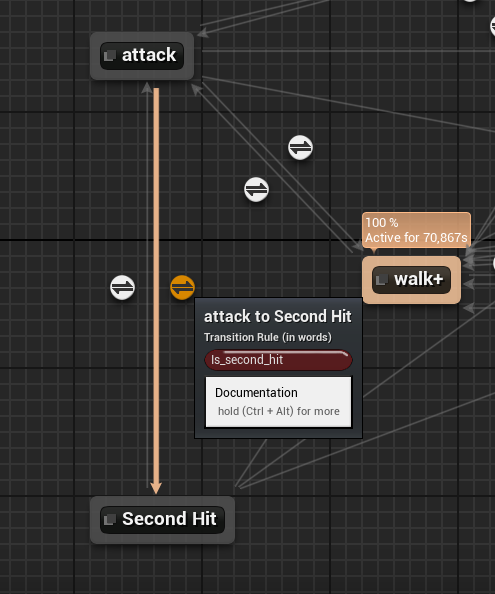 attack
100 %
Active for 70,867s
walk+
attack to Second Hit
Transition Rule (in words)
Is_second_hit
Documentation
hold (Ctrl + Alt) for more
Second Hit